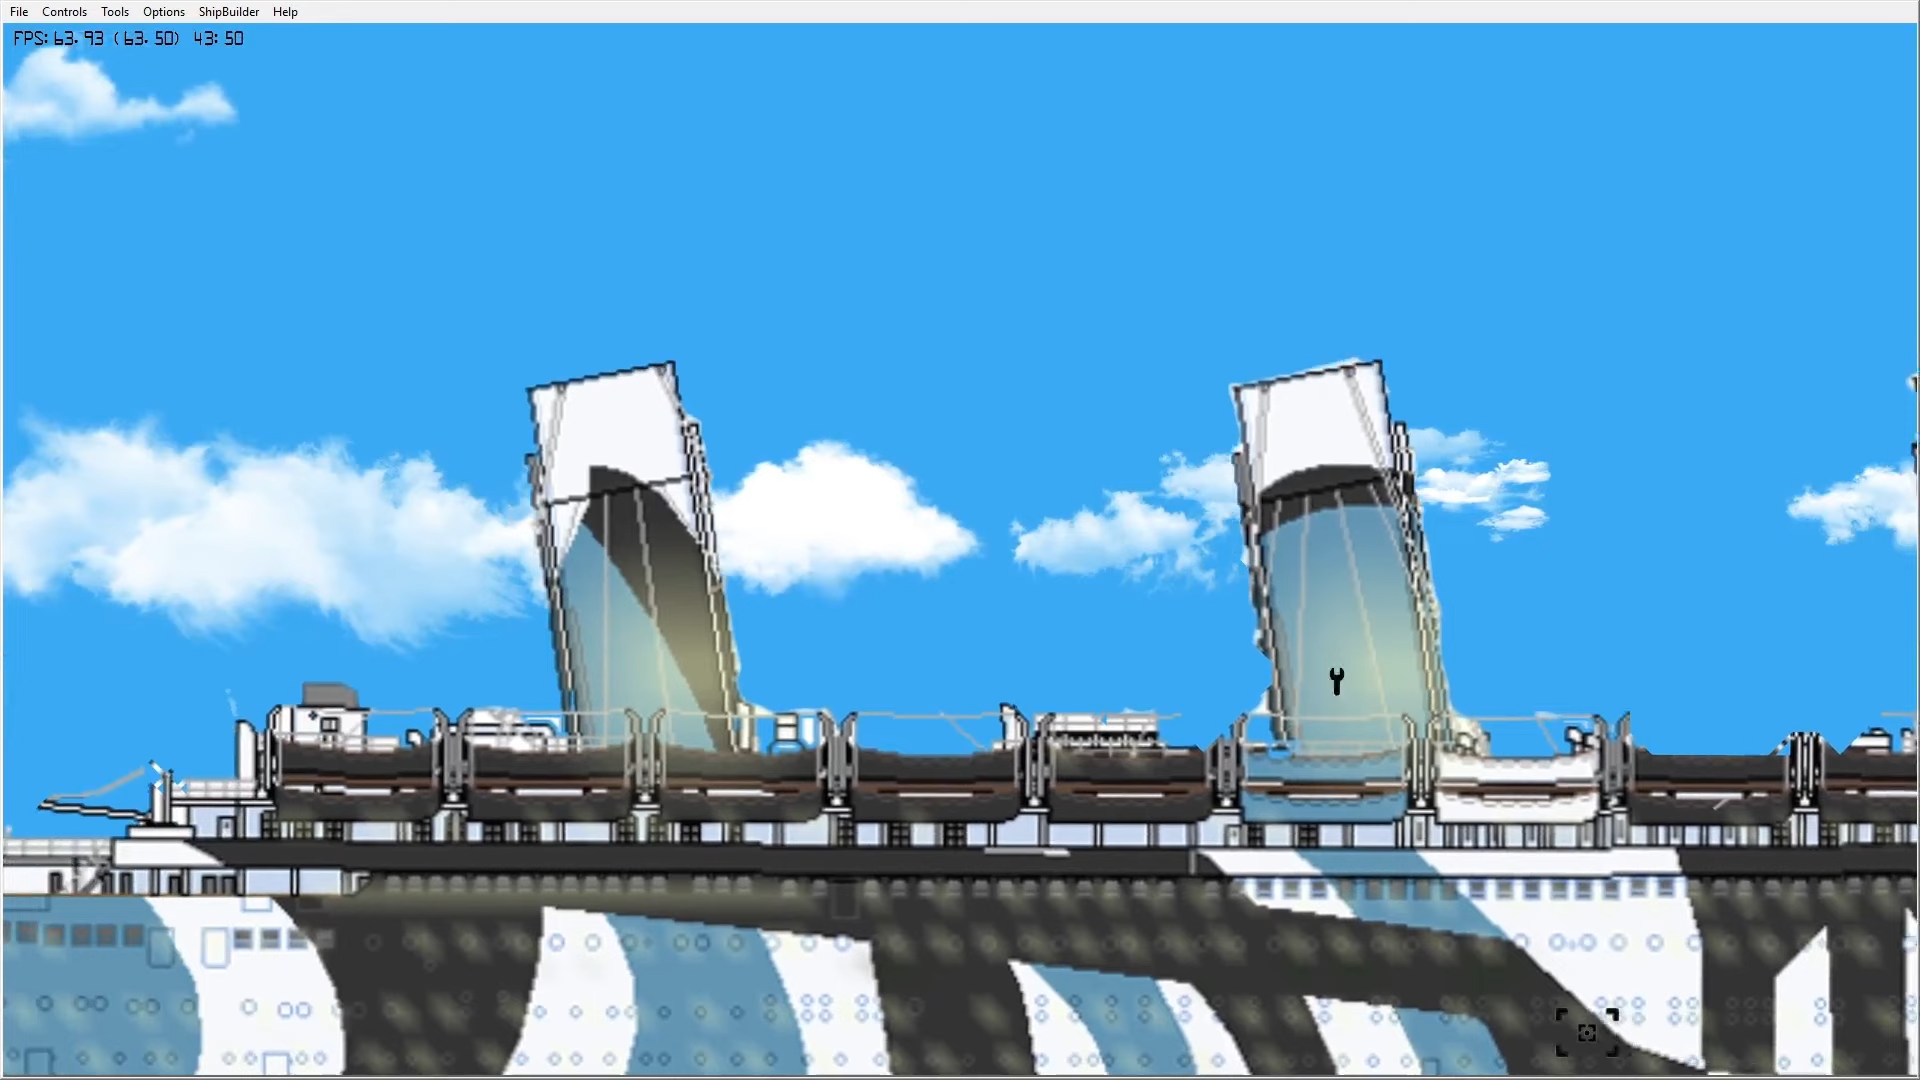 File Controls Tools Options ShipBuilder Help
FPS: 63.93 (63.50) 43:50